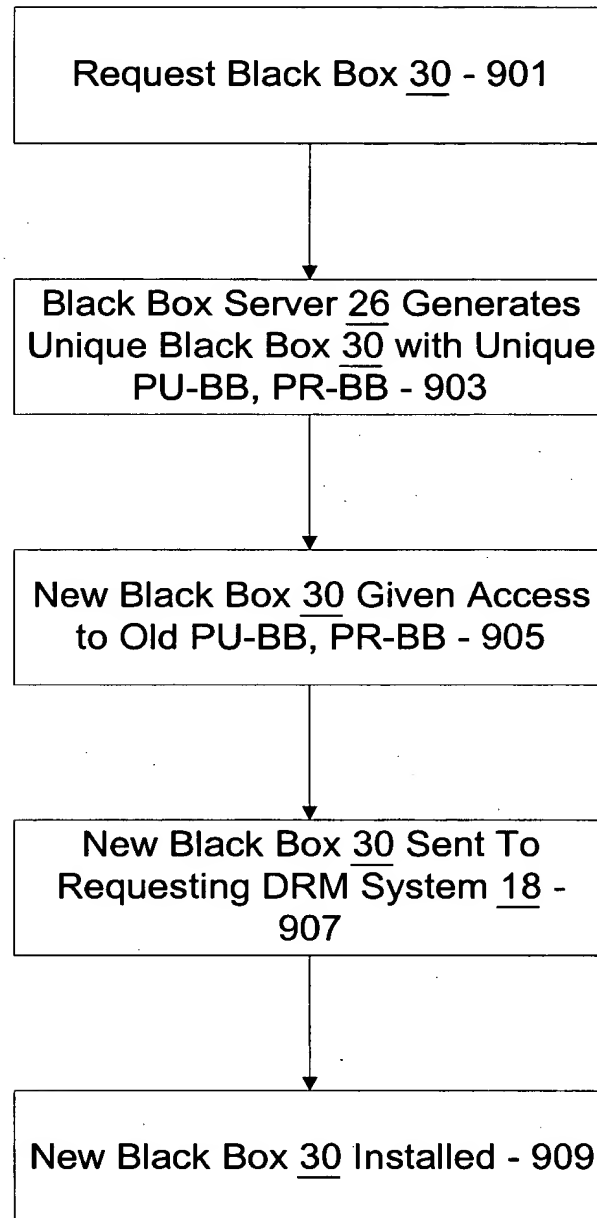 Request Black Box 30 - 901
Black Box Server 26 Generates
Unique Black Box 30 with Unique
PU-BB, PR-BB - 903
New Black Box 30 Given Access
to Old PU-BB, PR-BB - 905
New Black Box 30 Sent To
Requesting DRM System 18 -
907
New Black Box 30 Installed - 909